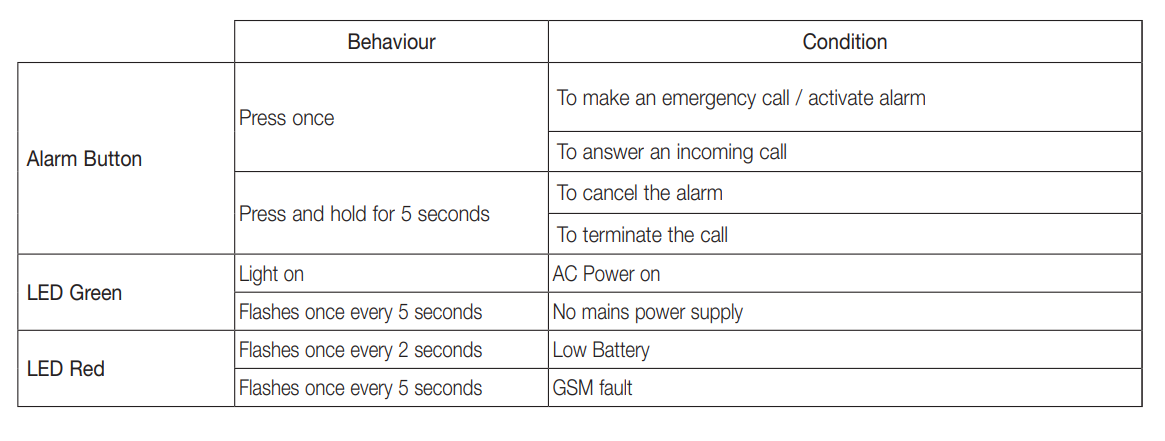 Behaviour Condition
Alarm Button
Press once
To make an emergency call / activate alarm
To answer an incoming call
Press and hold for 5 seconds
To cancel the alarm
To terminate the call
LED Green
Light on
AC Power on
Flashes once every 5 seconds
No mains power supply
LED Red
Flashes once every 2 seconds
Low Battery
Flashes once every 5 seconds
GSM fault